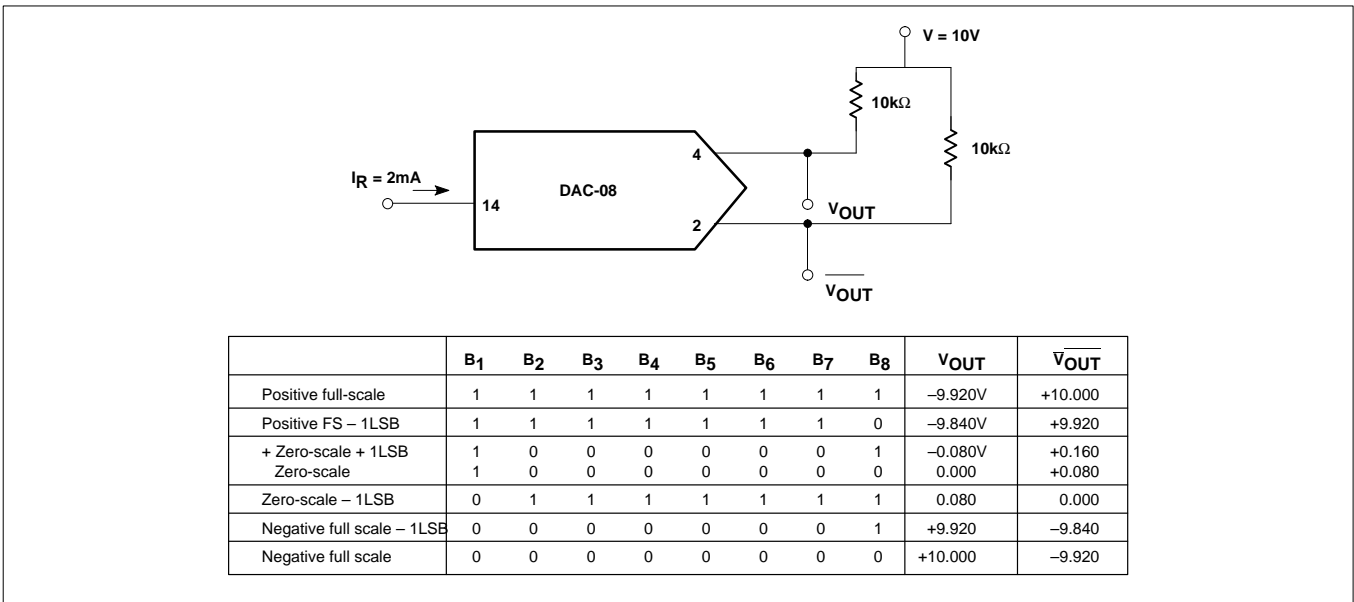 V = 10V
10kΩ
10kΩ
4
IR = 2mA
DAC-08
14
VOUT
2
VOUT
B1 B2 B3 B4 B5 B6 B7 B8 VOUT VOUT
Positive full-scale 1 1 1 1 1 1 1 1 –9.920V +10.000
Positive FS – 1LSB 1 1 1 1 1 1 1 0 –9.840V +9.920
+ Zero-scale + 1LSB 1 0 0 0 0 0 0 1 –0.080V +0.160
Zero-scale 1 0 0 0 0 0 0 0 0.000 +0.080
Zero-scale – 1LSB 0 1 1 1 1 1 1 1 0.080 0.000
Negative full scale – 1LSB 0 0 0 0 0 0 0 1 +9.920 –9.840
Negative full scale 0 0 0 0 0 0 0 0 +10.000 –9.920